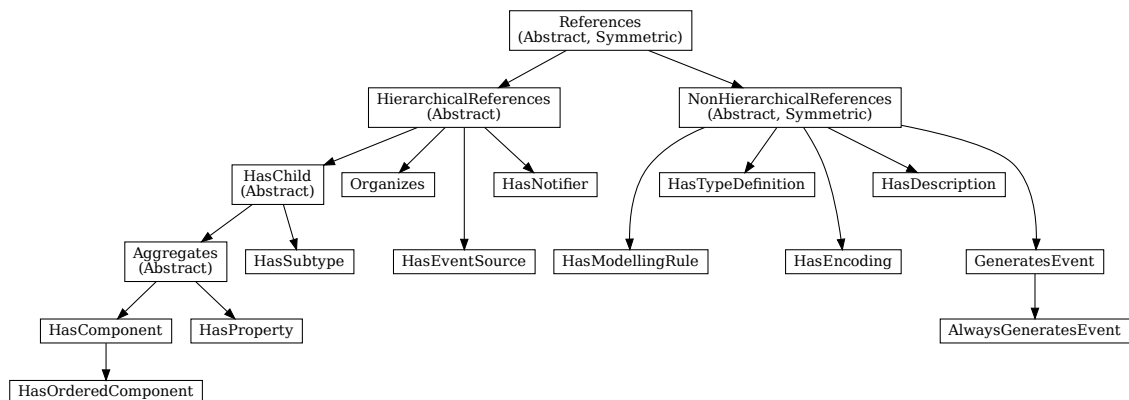 References
(Abstract, Symmetric)
HierarchicalReferences
(Abstract)
NonHierarchicalReferences
(Abstract, Symmetric)
HasChild
(Abstract)
Organizes
HasNotifier
HasTypeDefinition
HasDescription
Aggregates
(Abstract)
HasSubtype
HasEventSource
HasModellingRule
HasEncoding
GeneratesEvent
HasComponent
HasProperty
AlwaysGeneratesEvent
HasOrderedComponent